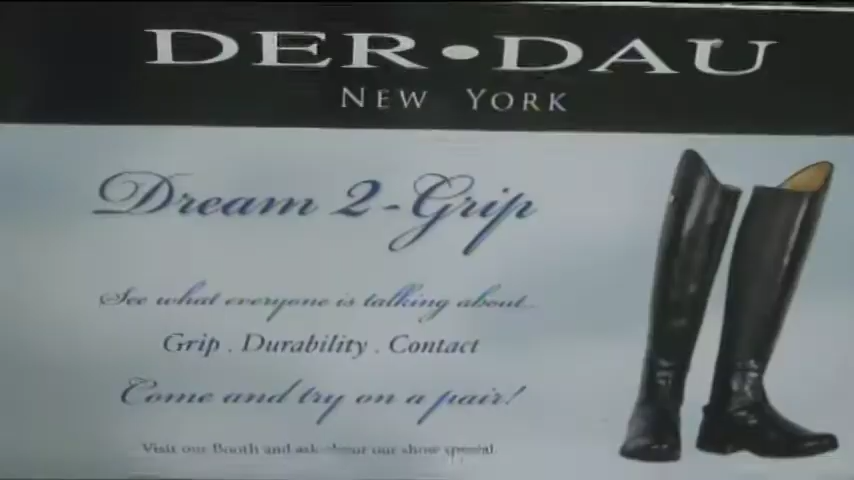 DER • DAU
NEW YORK
Dream 2-Grip
See what everyone is talking about...
Grip . Durability . Contact
Come and try on a pair!
Visit our Booth and ask about our show special.